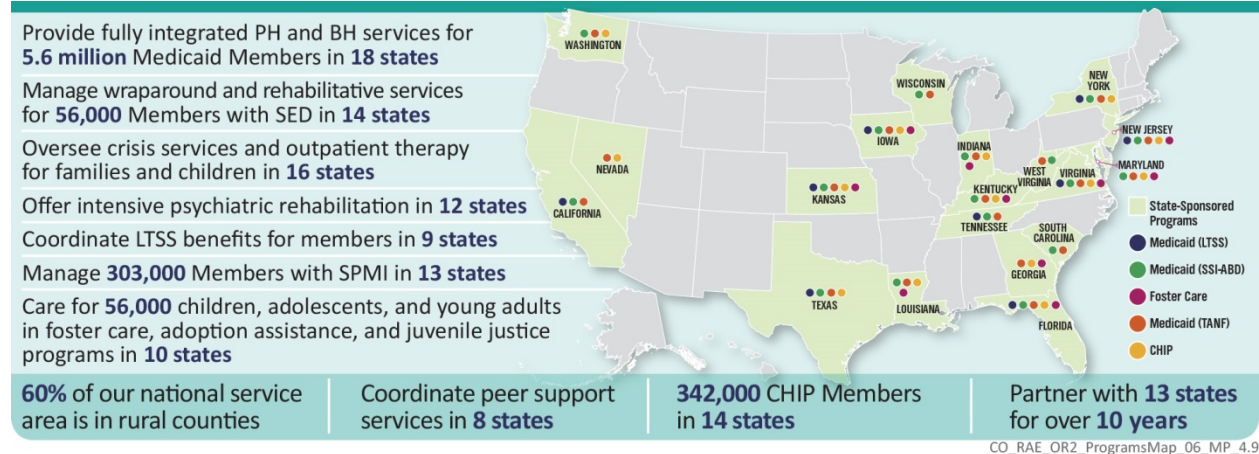 Provide fully integrated PH and BH services for
5.6 million Medicaid Members in 18 states
Manage wraparound and rehabilitative services
for 56,000 Members with SED in 14 states
Oversee crisis services and outpatient therapy
for families and children in 16 states
Offer intensive psychiatric rehabilitation in 12 states
Coordinate LTSS benefits for members in 9 states
Manage 303,000 Members with SPMI in 13 states
Care for 56,000 children, adolescents, and young adults
in foster care, adoption assistance, and juvenile justice
programs in 10 states
WASHINGTON
WISCONSIN
NEW
YORK
IOWA
INDIANA
NEW JERSEY
MARYLAND
NEVADA
WEST
VIRGINIA
VIRGINIA
CALIFORNIA
KANSAS
KENTUCKY
TENNESSEE
SOUTH
CAROLINA
GEORGIA
TEXAS
LOUISIANA
FLORIDA
State-Sponsored
Programs
Medicaid (LTSS)
Medicaid (SSI-ABD)
Foster Care
Medicaid (TANF)
CHIP
60% of our national service
area is in rural counties
Coordinate peer support
services in 8 states
342,000 CHIP Members
in 14 states
Partner with 13 states
for over 10 years
CO_RAE_OR2_ProgramsMap_06_MP_4.9